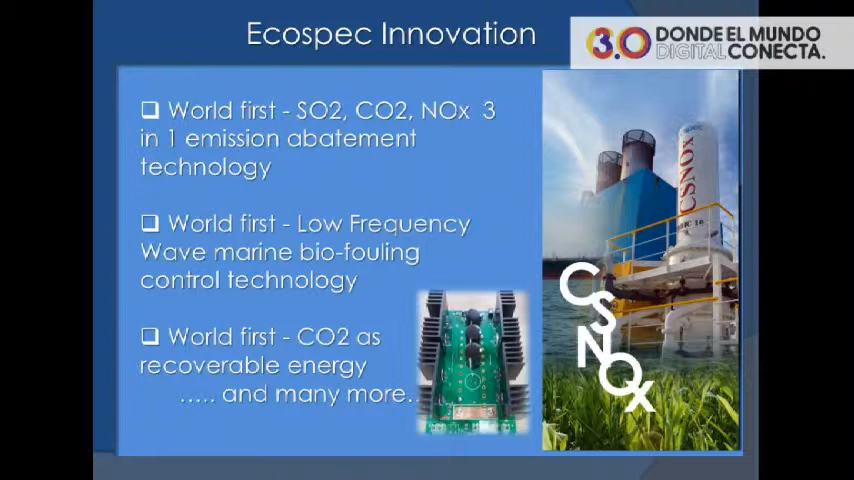 Ecospec Innovation
3.0 DONDE EL MUNDO
DIGITAL CONECTA.
❑ World first - SO2, CO2, NOx 3
in 1 emission abatement
technology
❑ World first - Low Frequency
Wave marine bio-fouling
control technology
❑ World first - CO2 as
recoverable energy
..... and many more..
CSNOx
CSNOx